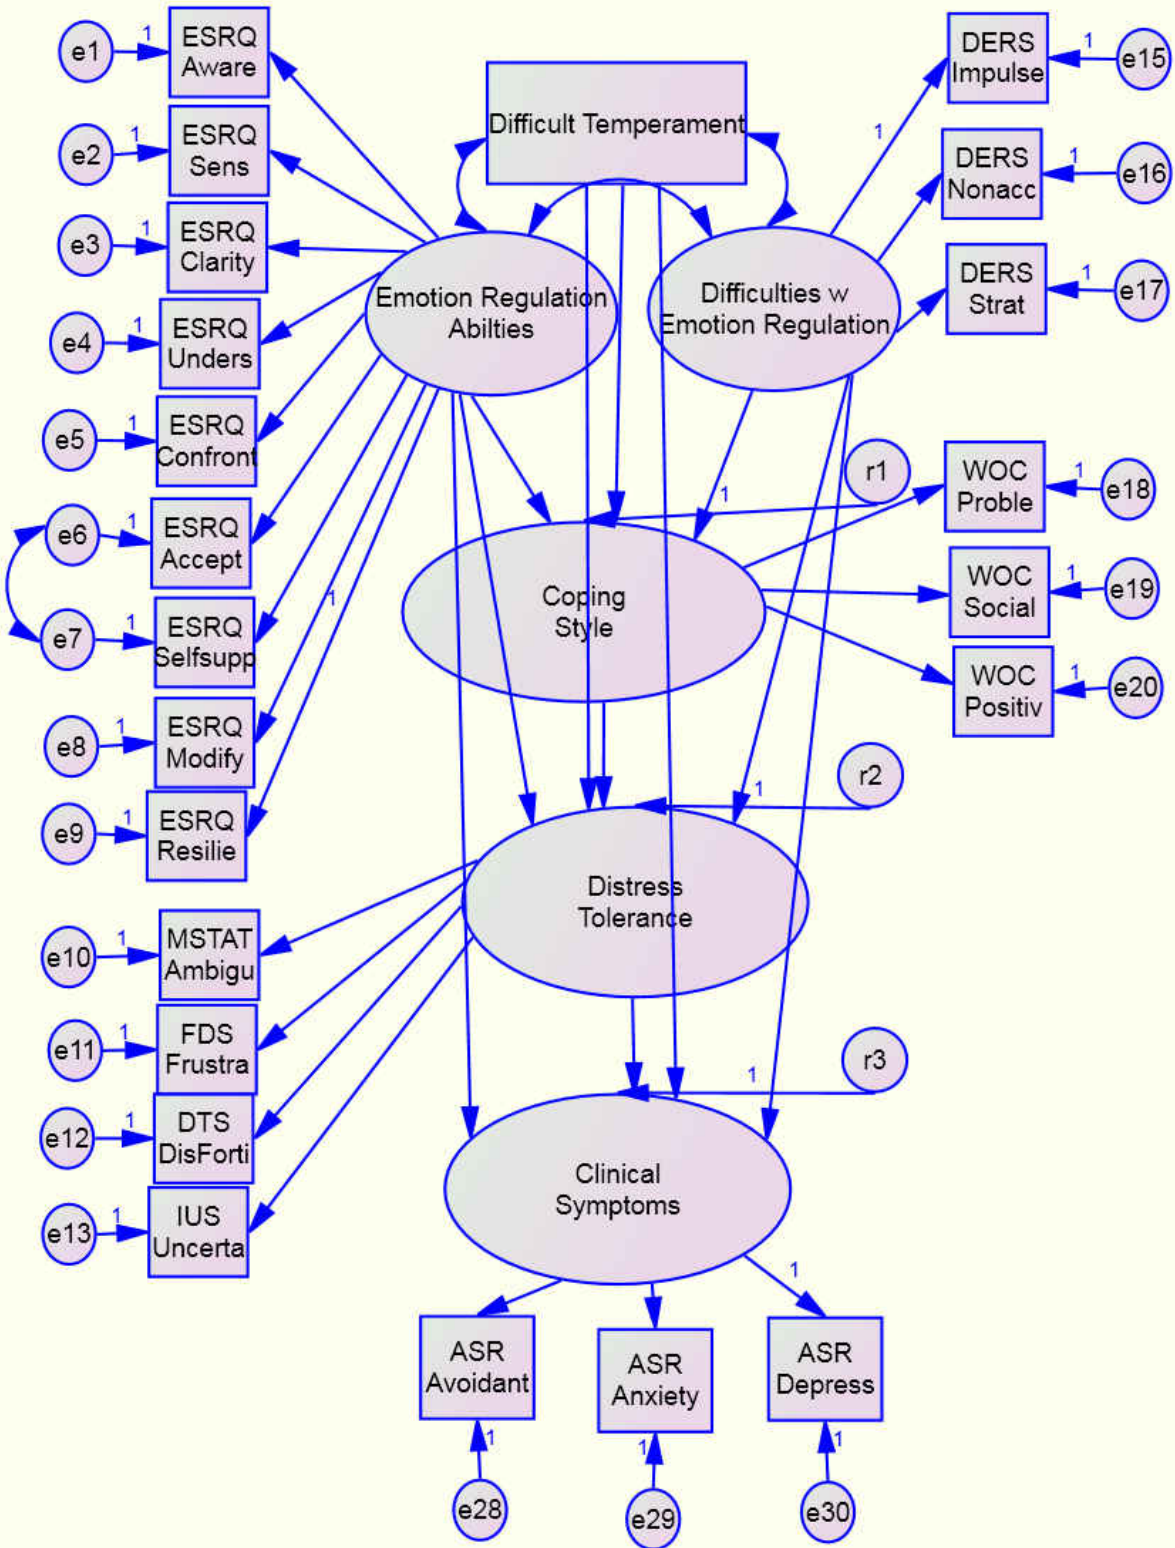 e1
1
ESRQ
Aware
e2
1
ESRQ
Sens
e3
1
ESRQ
Clarity
e4
1
ESRQ
Unders
e5
1
ESRQ
Confront
e6
1
ESRQ
Accept
e7
1
ESRQ
Selfsupp
e8
1
ESRQ
Modify
e9
1
ESRQ
Resilie
1
e10
1
MSTAT
Ambigu
e11
1
FDS
Frustra
e12
1
DTS
DisForti
e13
1
IUS
Uncerta
Difficult Temperament
Emotion Regulation
Abilties
Difficulties w
Emotion Regulation
1
DERS
Impulse
1
e15
DERS
Nonacc
1
e16
DERS
Strat
1
e17
r1
1
Coping
Style
WOC
Proble
1
e18
WOC
Social
1
e19
WOC
Positiv
1
e20
r2
1
Distress
Tolerance
r3
1
Clinical
Symptoms
1
ASR
Avoidant
1
e28
ASR
Anxiety
1
e29
ASR
Depress
1
e30